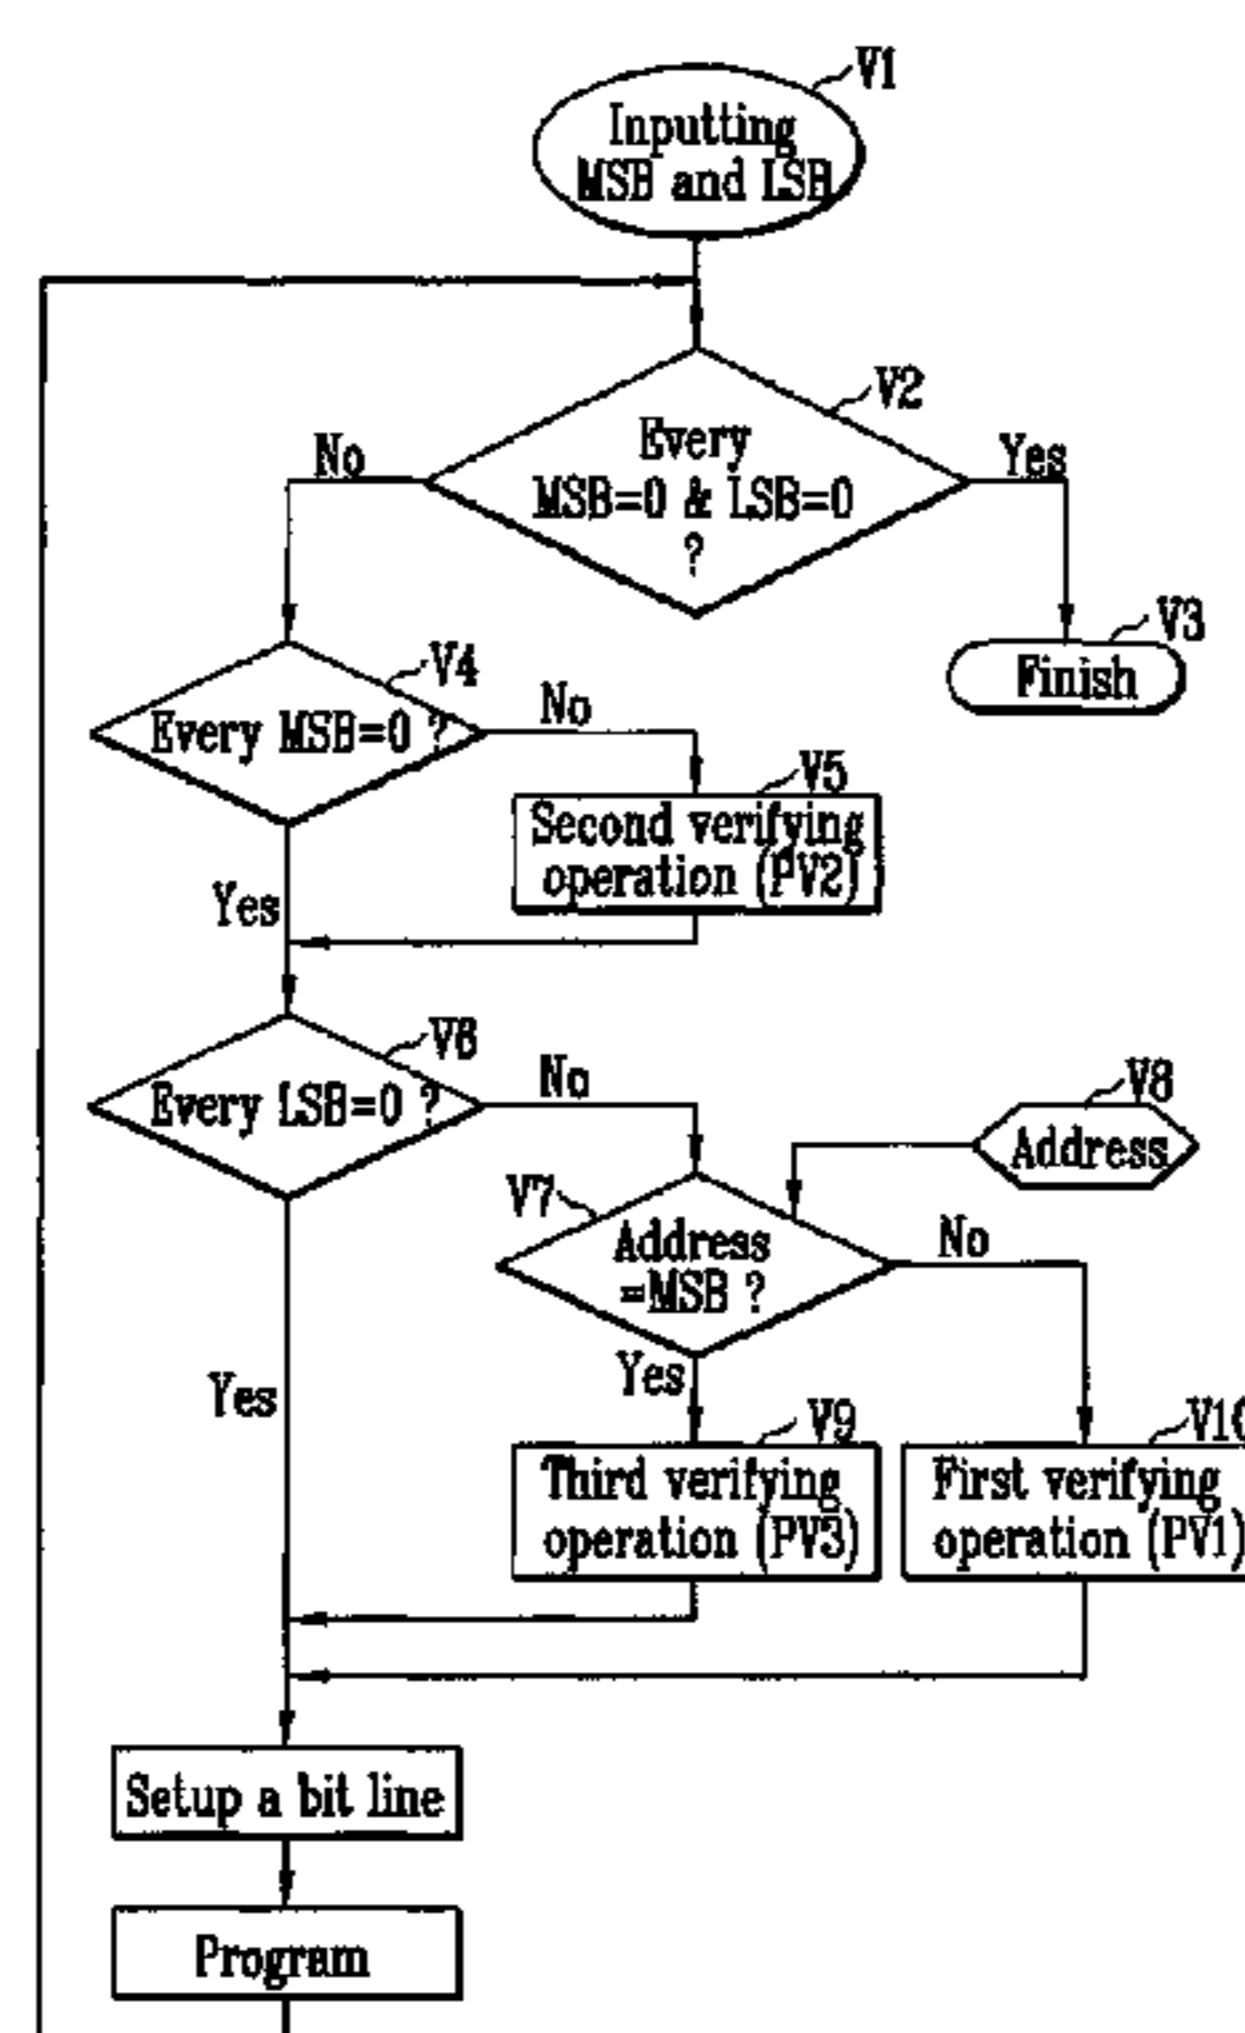 V1
Inputting
MSB and LSB
V2
Every
MSB=0 & LSB=0
?
No
Yes
V3
Finish
V4
Every MSB=0 ?
No
V5
Second verifying
operation (PV2)
Yes
V6
Every LSB=0 ?
No
V8
Address
V7
Address
=MSB ?
No
Yes
Yes
V9
Third verifying
operation (PV3)
V10
First verifying
operation (PV1)
Setup a bit line
Program